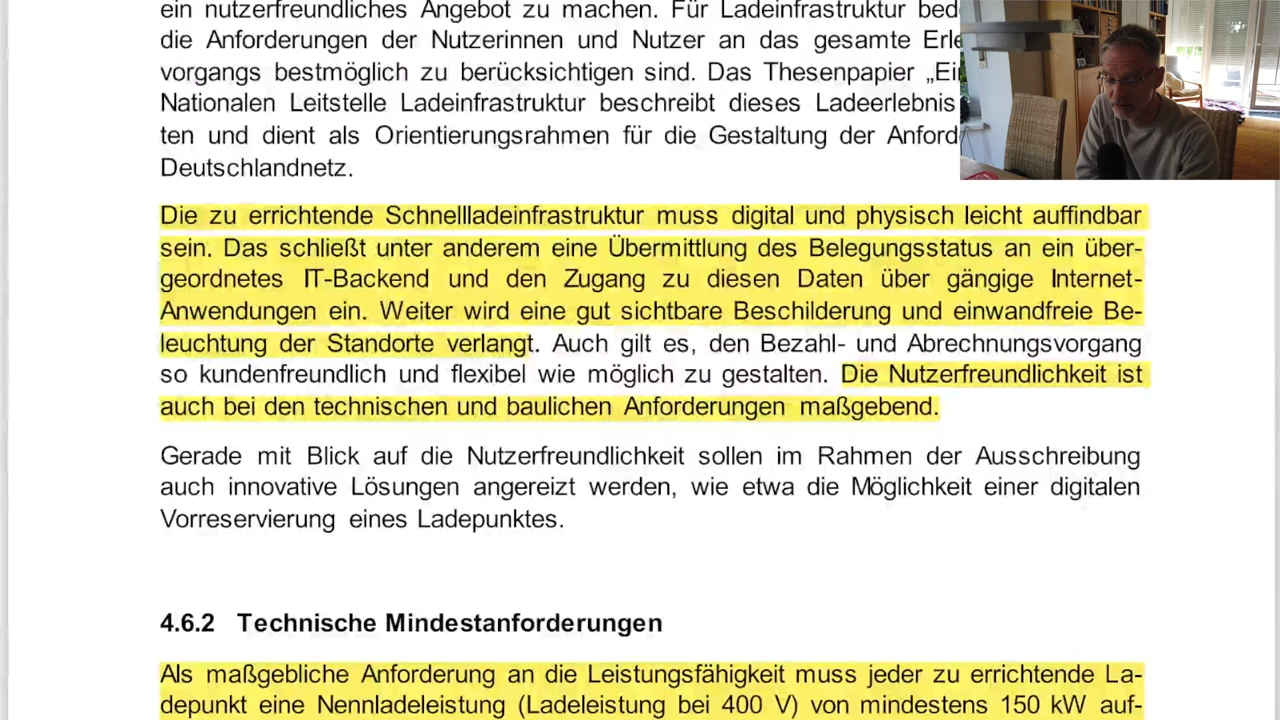 ein nutzerfreundliches Angebot zu machen. Für Ladeinfrastruktur bed
die Anforderungen der Nutzerinnen und Nutzer an das gesamte Erle
vorgangs bestmöglich zu berücksichtigen sind. Das Thesenpapier „Ei
Nationalen Leitstelle Ladeinfrastruktur beschreibt dieses Ladeerlebnis
ten und dient als Orientierungsrahmen für die Gestaltung der Anford
Deutschlandnetz.
Die zu errichtende Schnellladeinfrastruktur muss digital und physisch leicht auffindbar
sein. Das schließt unter anderem eine Übermittlung des Belegungsstatus an ein über-
geordnetes IT-Backend und den Zugang zu diesen Daten über gängige Internet-
Anwendungen ein. Weiter wird eine gut sichtbare Beschilderung und einwandfreie Be-
leuchtung der Standorte verlangt. Auch gilt es, den Bezahl- und Abrechnungsvorgang
so kundenfreundlich und flexibel wie möglich zu gestalten. Die Nutzerfreundlichkeit ist
auch bei den technischen und baulichen Anforderungen maßgebend.
Gerade mit Blick auf die Nutzerfreundlichkeit sollen im Rahmen der Ausschreibung
auch innovative Lösungen angereizt werden, wie etwa die Möglichkeit einer digitalen
Vorreservierung eines Ladepunktes.
4.6.2 Technische Mindestanforderungen
Als maßgebliche Anforderung an die Leistungsfähigkeit muss jeder zu errichtende La-
depunkt eine Nennladeleistung (Ladeleistung bei 400 V) von mindestens 150 kW auf-